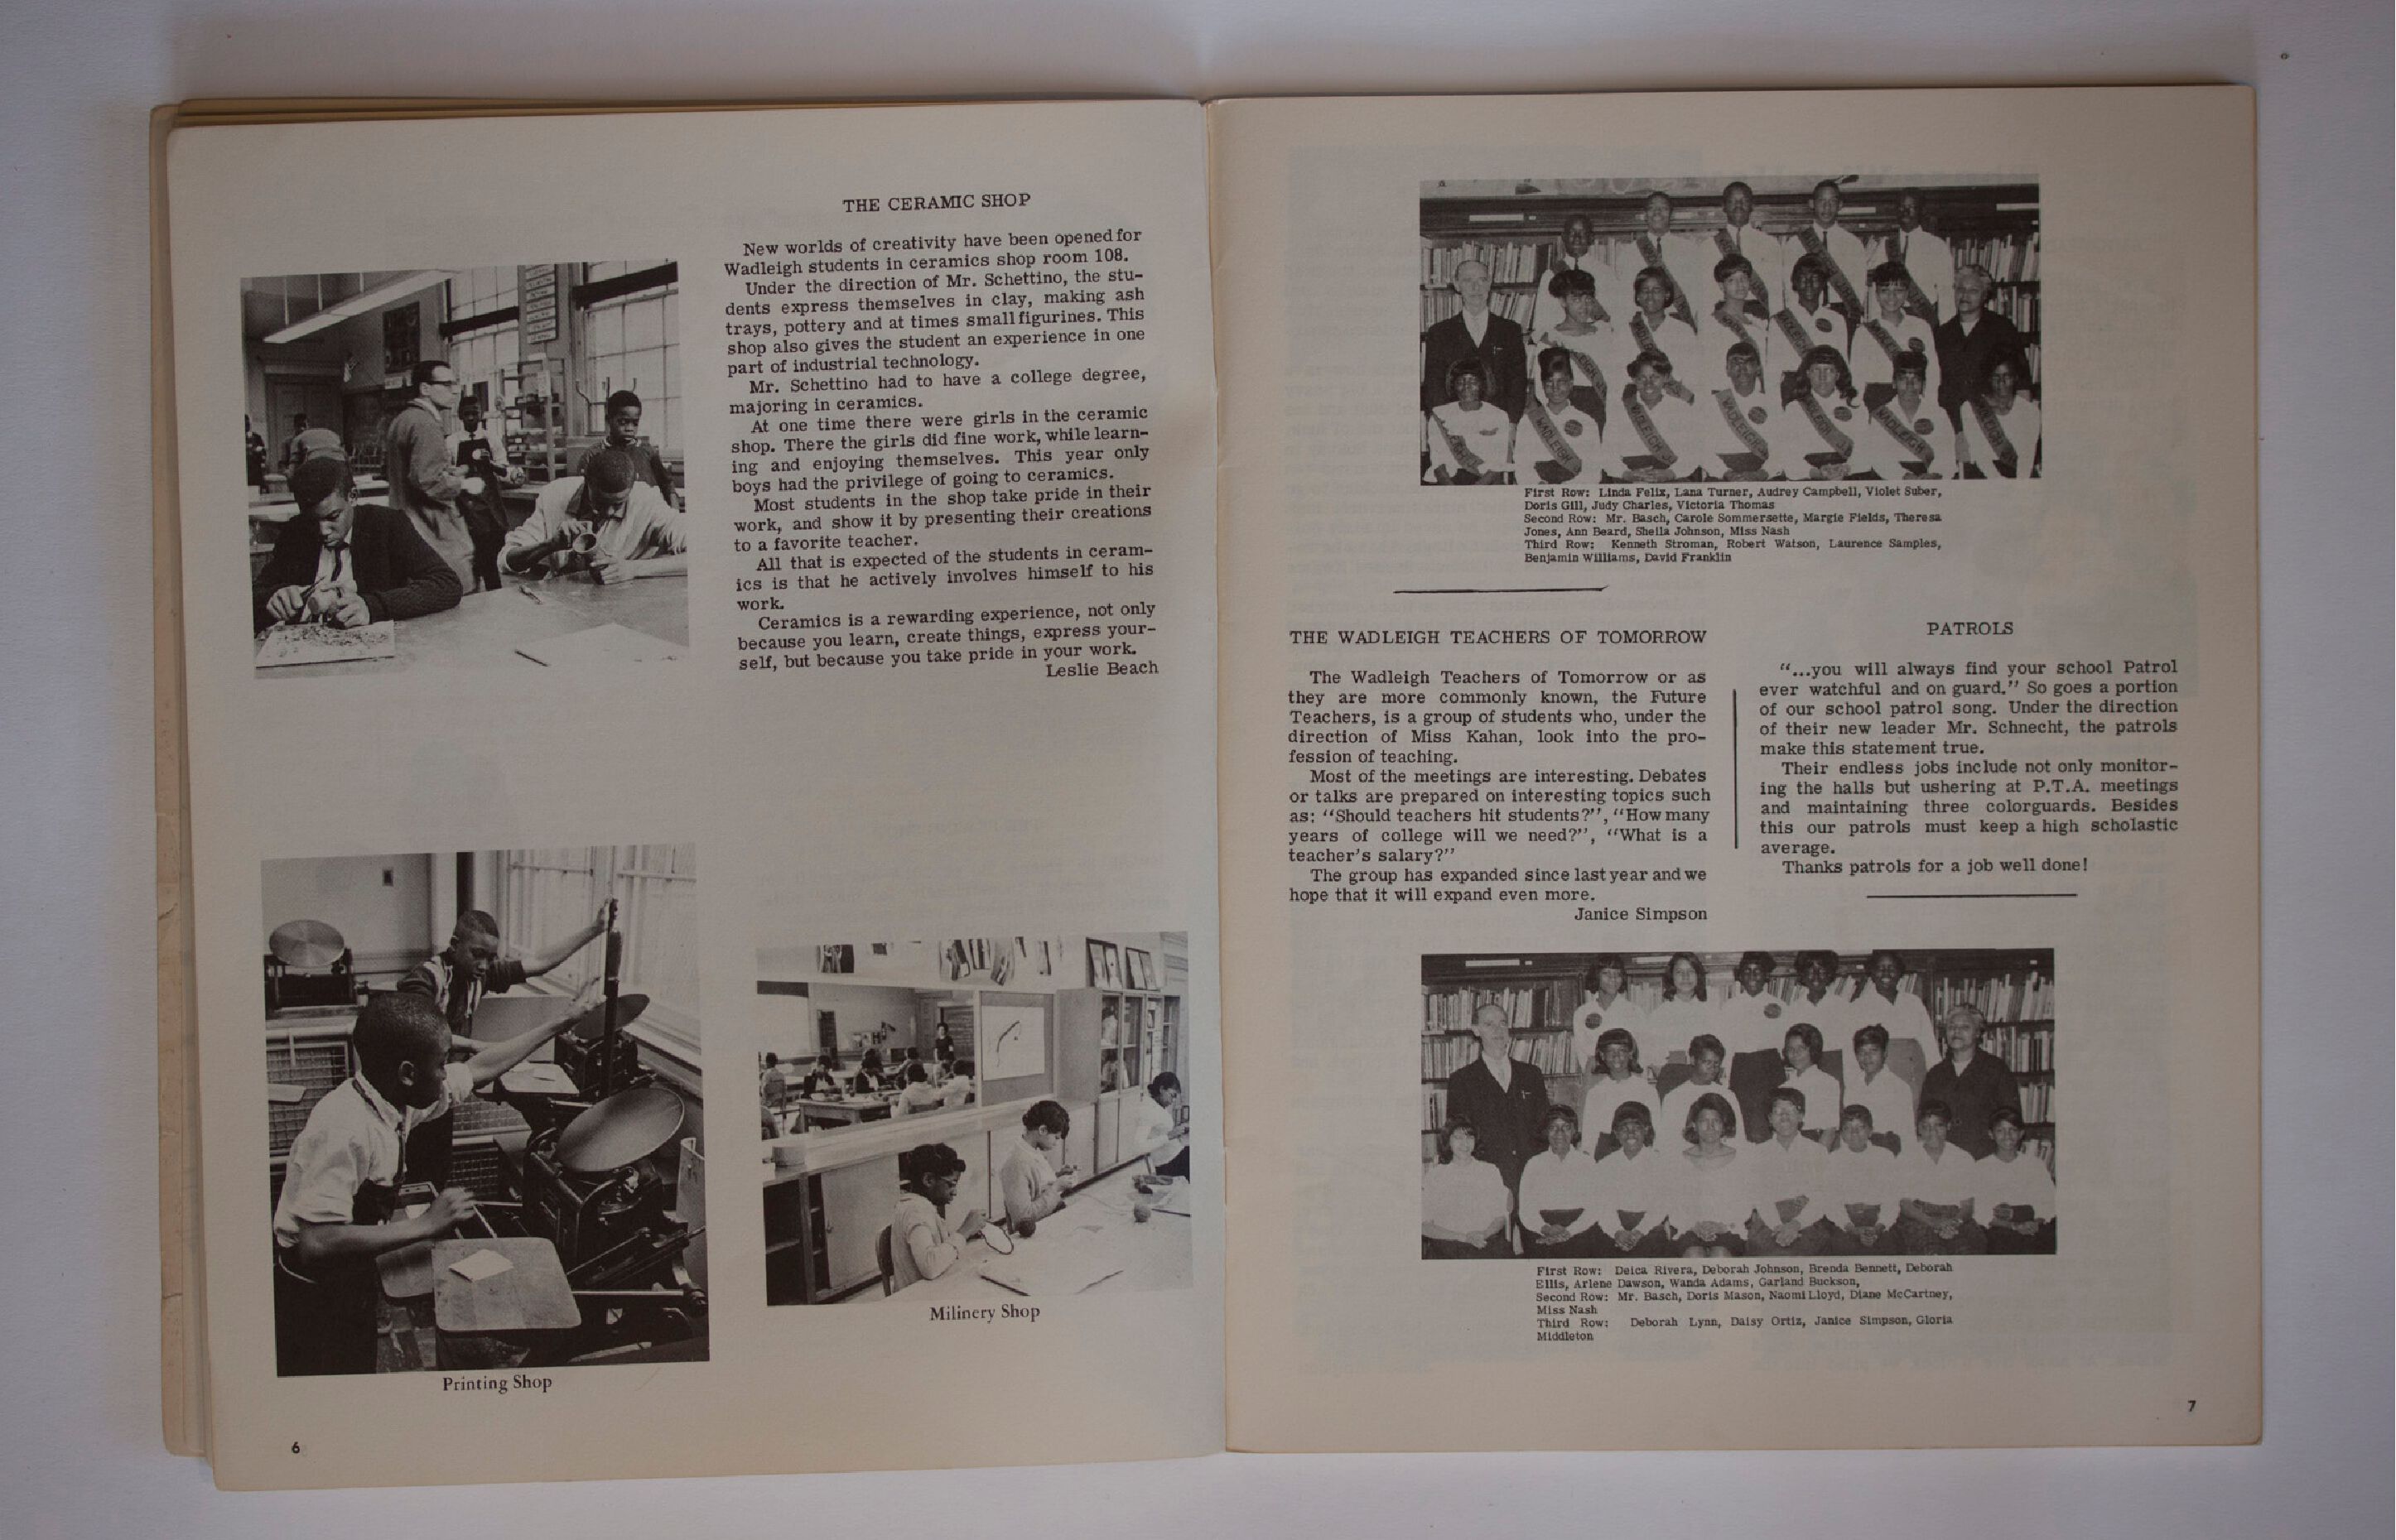 THE CERAMIC SHOP
New worlds of creativity have been opened for
Wadleigh students in ceramics shop room 108.
Under the direction of Mr. Schettino, the stu-
dents express themselves in clay, making ash
trays, pottery and at times small figurines. This
shop also gives the student an experience in one
part of industrial technology.
Mr. Schettino had to have a college degree,
majoring in ceramics.
At one time there were girls in the ceramic
shop. There the girls did fine work, while learn-
ing and enjoying themselves. This year only
boys had the privilege of going to ceramics.
Most students in the shop take pride in their
work, and show it by presenting their creations
to a favorite teacher.
All that is expected of the students in ceram-
ics is that he actively involves himself to his
work.
Ceramics is a rewarding experience, not only
because you learn, create things, express your-
self, but because you take pride in your work.
Leslie Beach
Printing Shop
Milinery Shop
6
WADLEIGH
WADLEIGH
WADLEIGH
WADLEIGH
First Row: Linda Felix, Lana Turner, Audrey Campbell, Violet Suber,
Doris Gill, Judy Charles, Victoria Thomas
Second Row: Mr. Basch, Carole Sommersette, Margie Fields, Theresa
Jones, Ann Beard, Sheila Johnson, Miss Nash
Third Row: Kenneth Stroman, Robert Watson, Laurence Samples,
Benjamin Williams, David Franklin
THE WADLEIGH TEACHERS OF TOMORROW
The Wadleigh Teachers of Tomorrow or as
they are more commonly known, the Future
Teachers, is a group of students who, under the
direction of Miss Kahan, look into the pro-
fession of teaching.
Most of the meetings are interesting. Debates
or talks are prepared on interesting topics such
as: "Should teachers hit students?", "How many
years of college will we need?", "What is a
teacher's salary?"
The group has expanded since last year and we
hope that it will expand even more.
Janice Simpson
PATROLS
"...you will always find your school Patrol
ever watchful and on guard." So goes a portion
of our school patrol song. Under the direction
of their new leader Mr. Schnecht, the patrols
make this statement true.
Their endless jobs include not only monitor-
ing the halls but ushering at P.T.A. meetings
and maintaining three colorguards. Besides
this our patrols must keep a high scholastic
average.
Thanks patrols for a job well done!
First Row: Delca Rivera, Deborah Johnson, Brenda Bennett, Deborah
Ellis, Arlene Dawson, Wanda Adams, Garland Buckson,
Second Row: Mr. Basch, Doris Mason, Naomi Lloyd, Diane McCartney,
Miss Nash
Third Row: Deborah Lynn, Daisy Ortiz, Janice Simpson, Gloria
Middleton
7